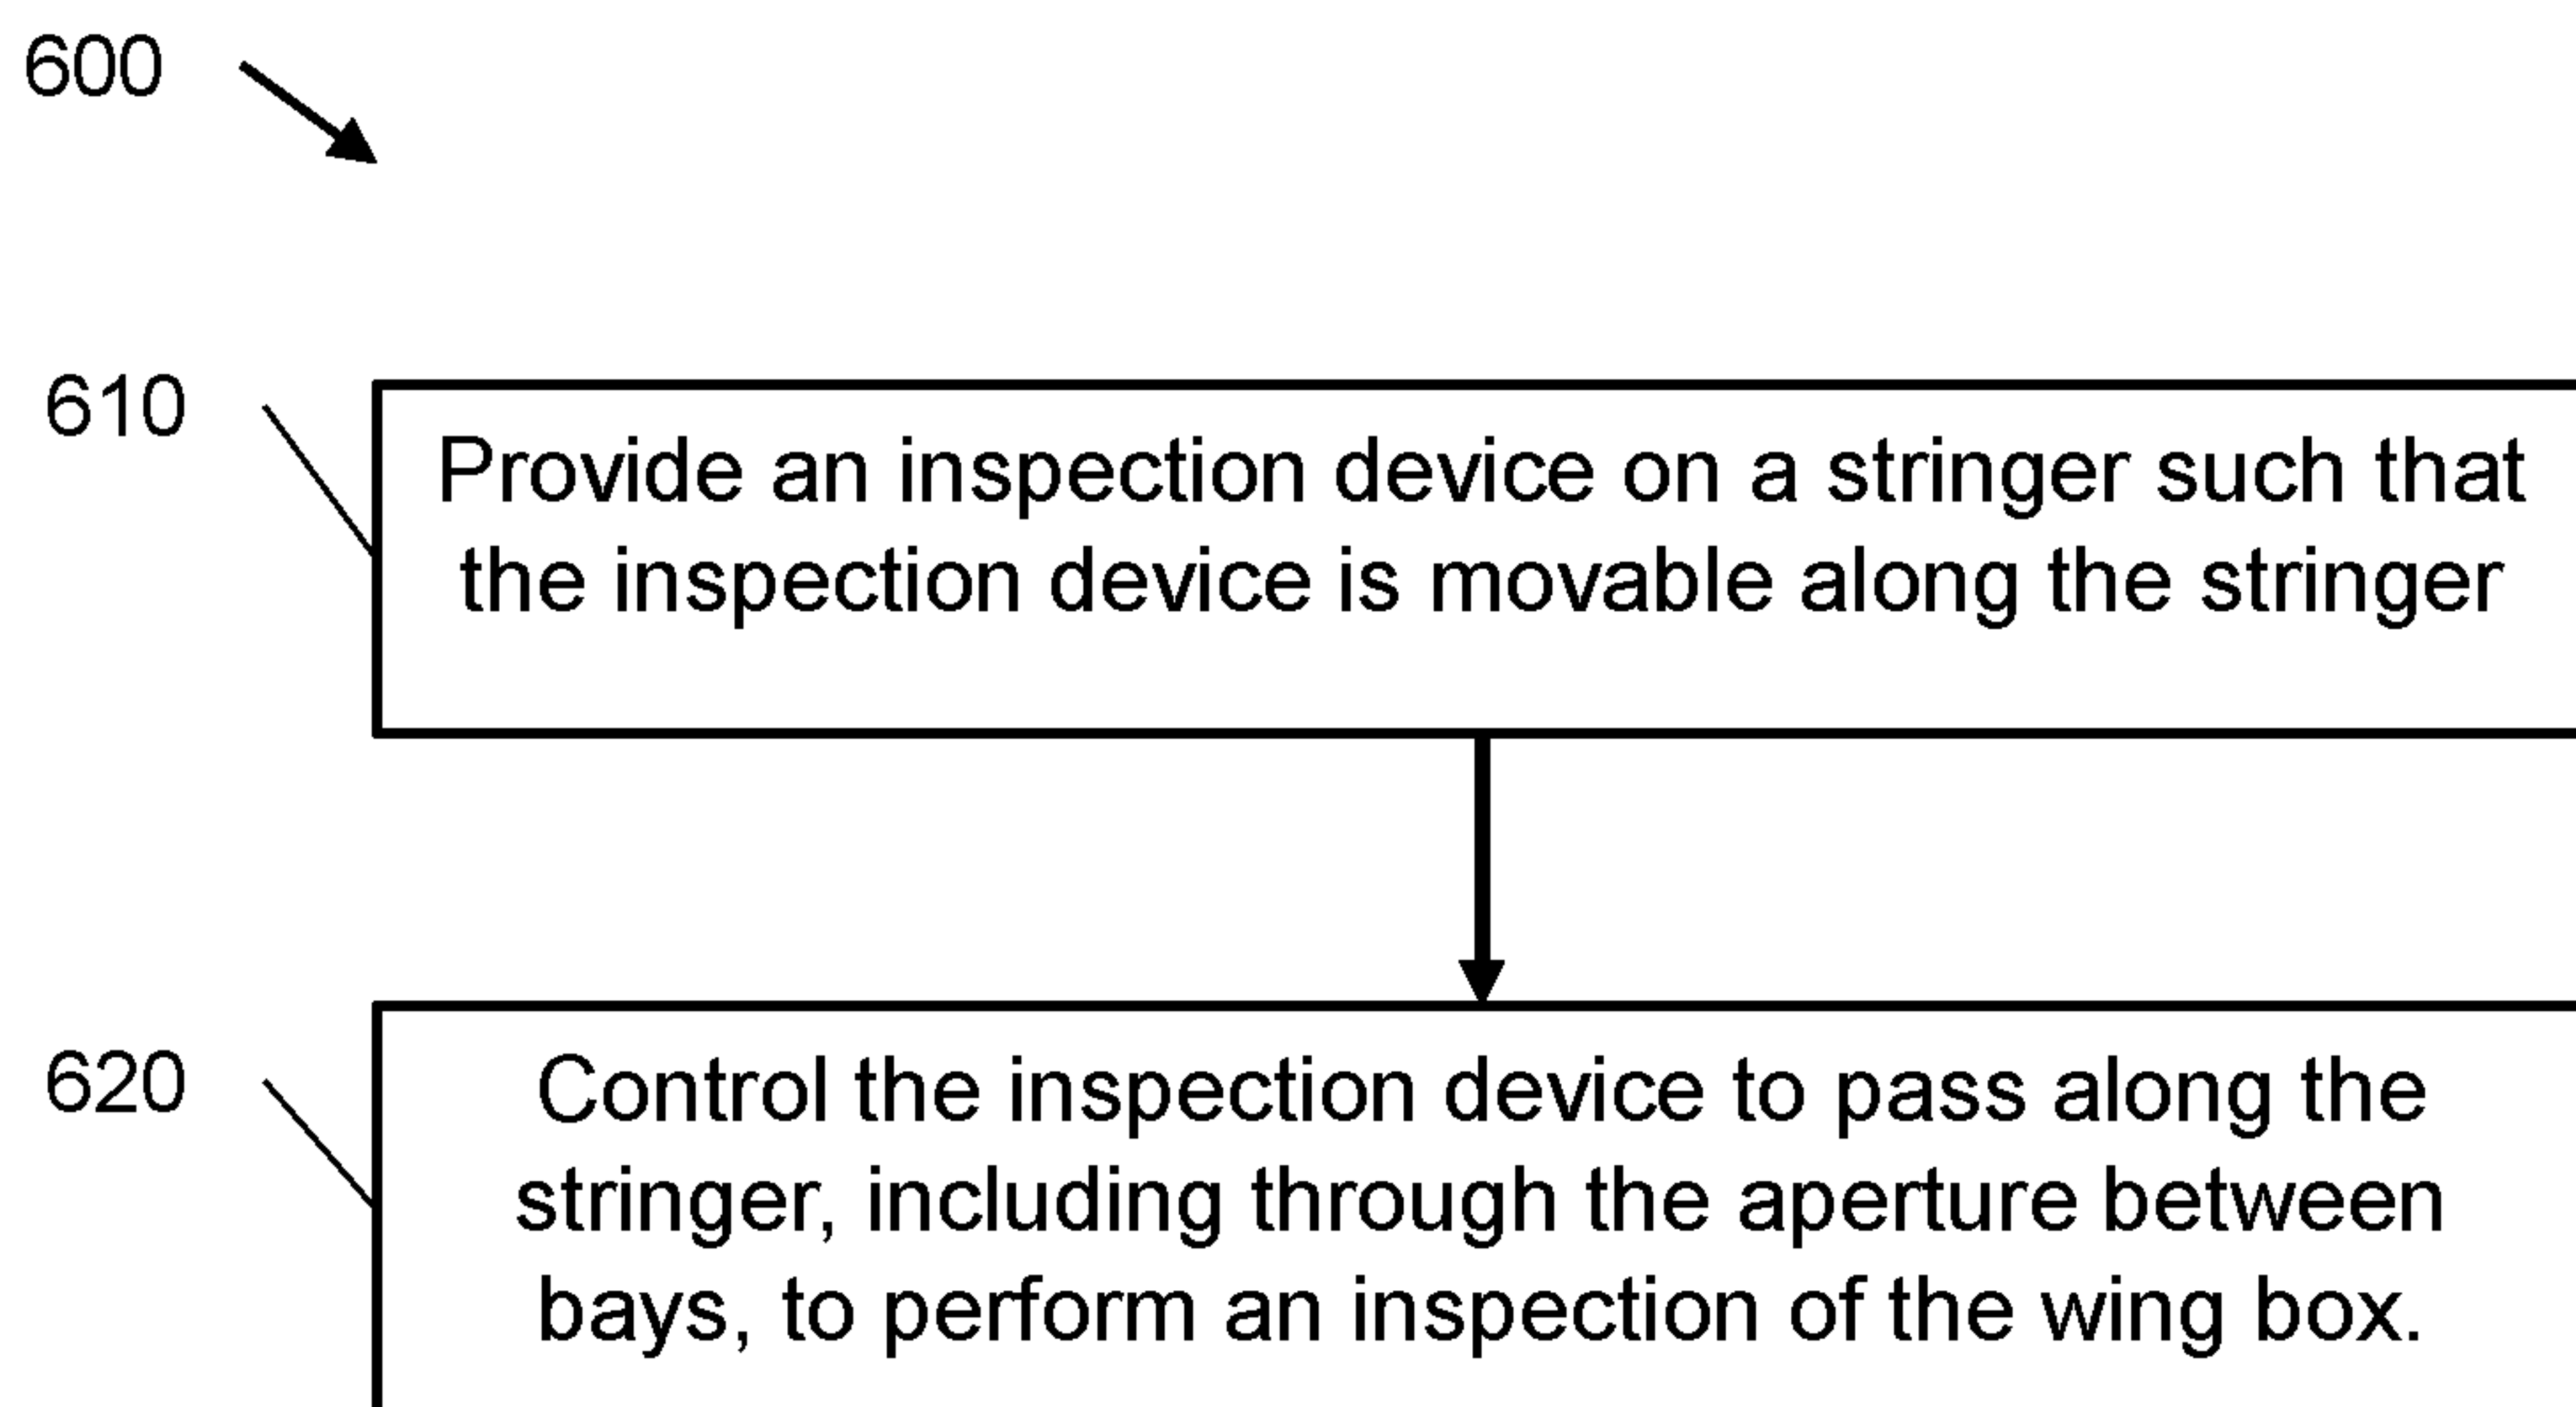 600
610
Provide an inspection device on a stringer such that
the inspection device is movable along the stringer
620
Control the inspection device to pass along the
stringer, including through the aperture between
bays, to perform an inspection of the wing box.